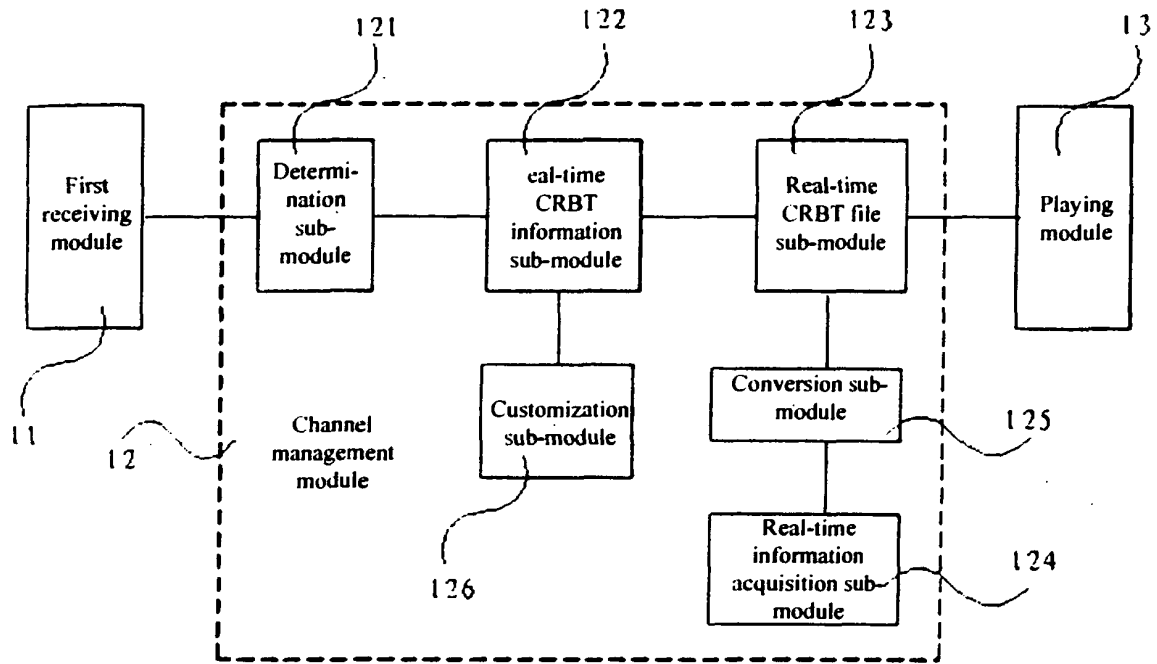 121
122
123
13
First
receiving
module
Determi-
nation sub-
module
eal-time
CRBT
information
sub-module
Real-time
CRBT file
sub-module
Playing
module
11
12
Channel
management
module
Customization
sub-module
126
Conversion sub-
module
125
Real-time
information
acquisition sub-
module
124